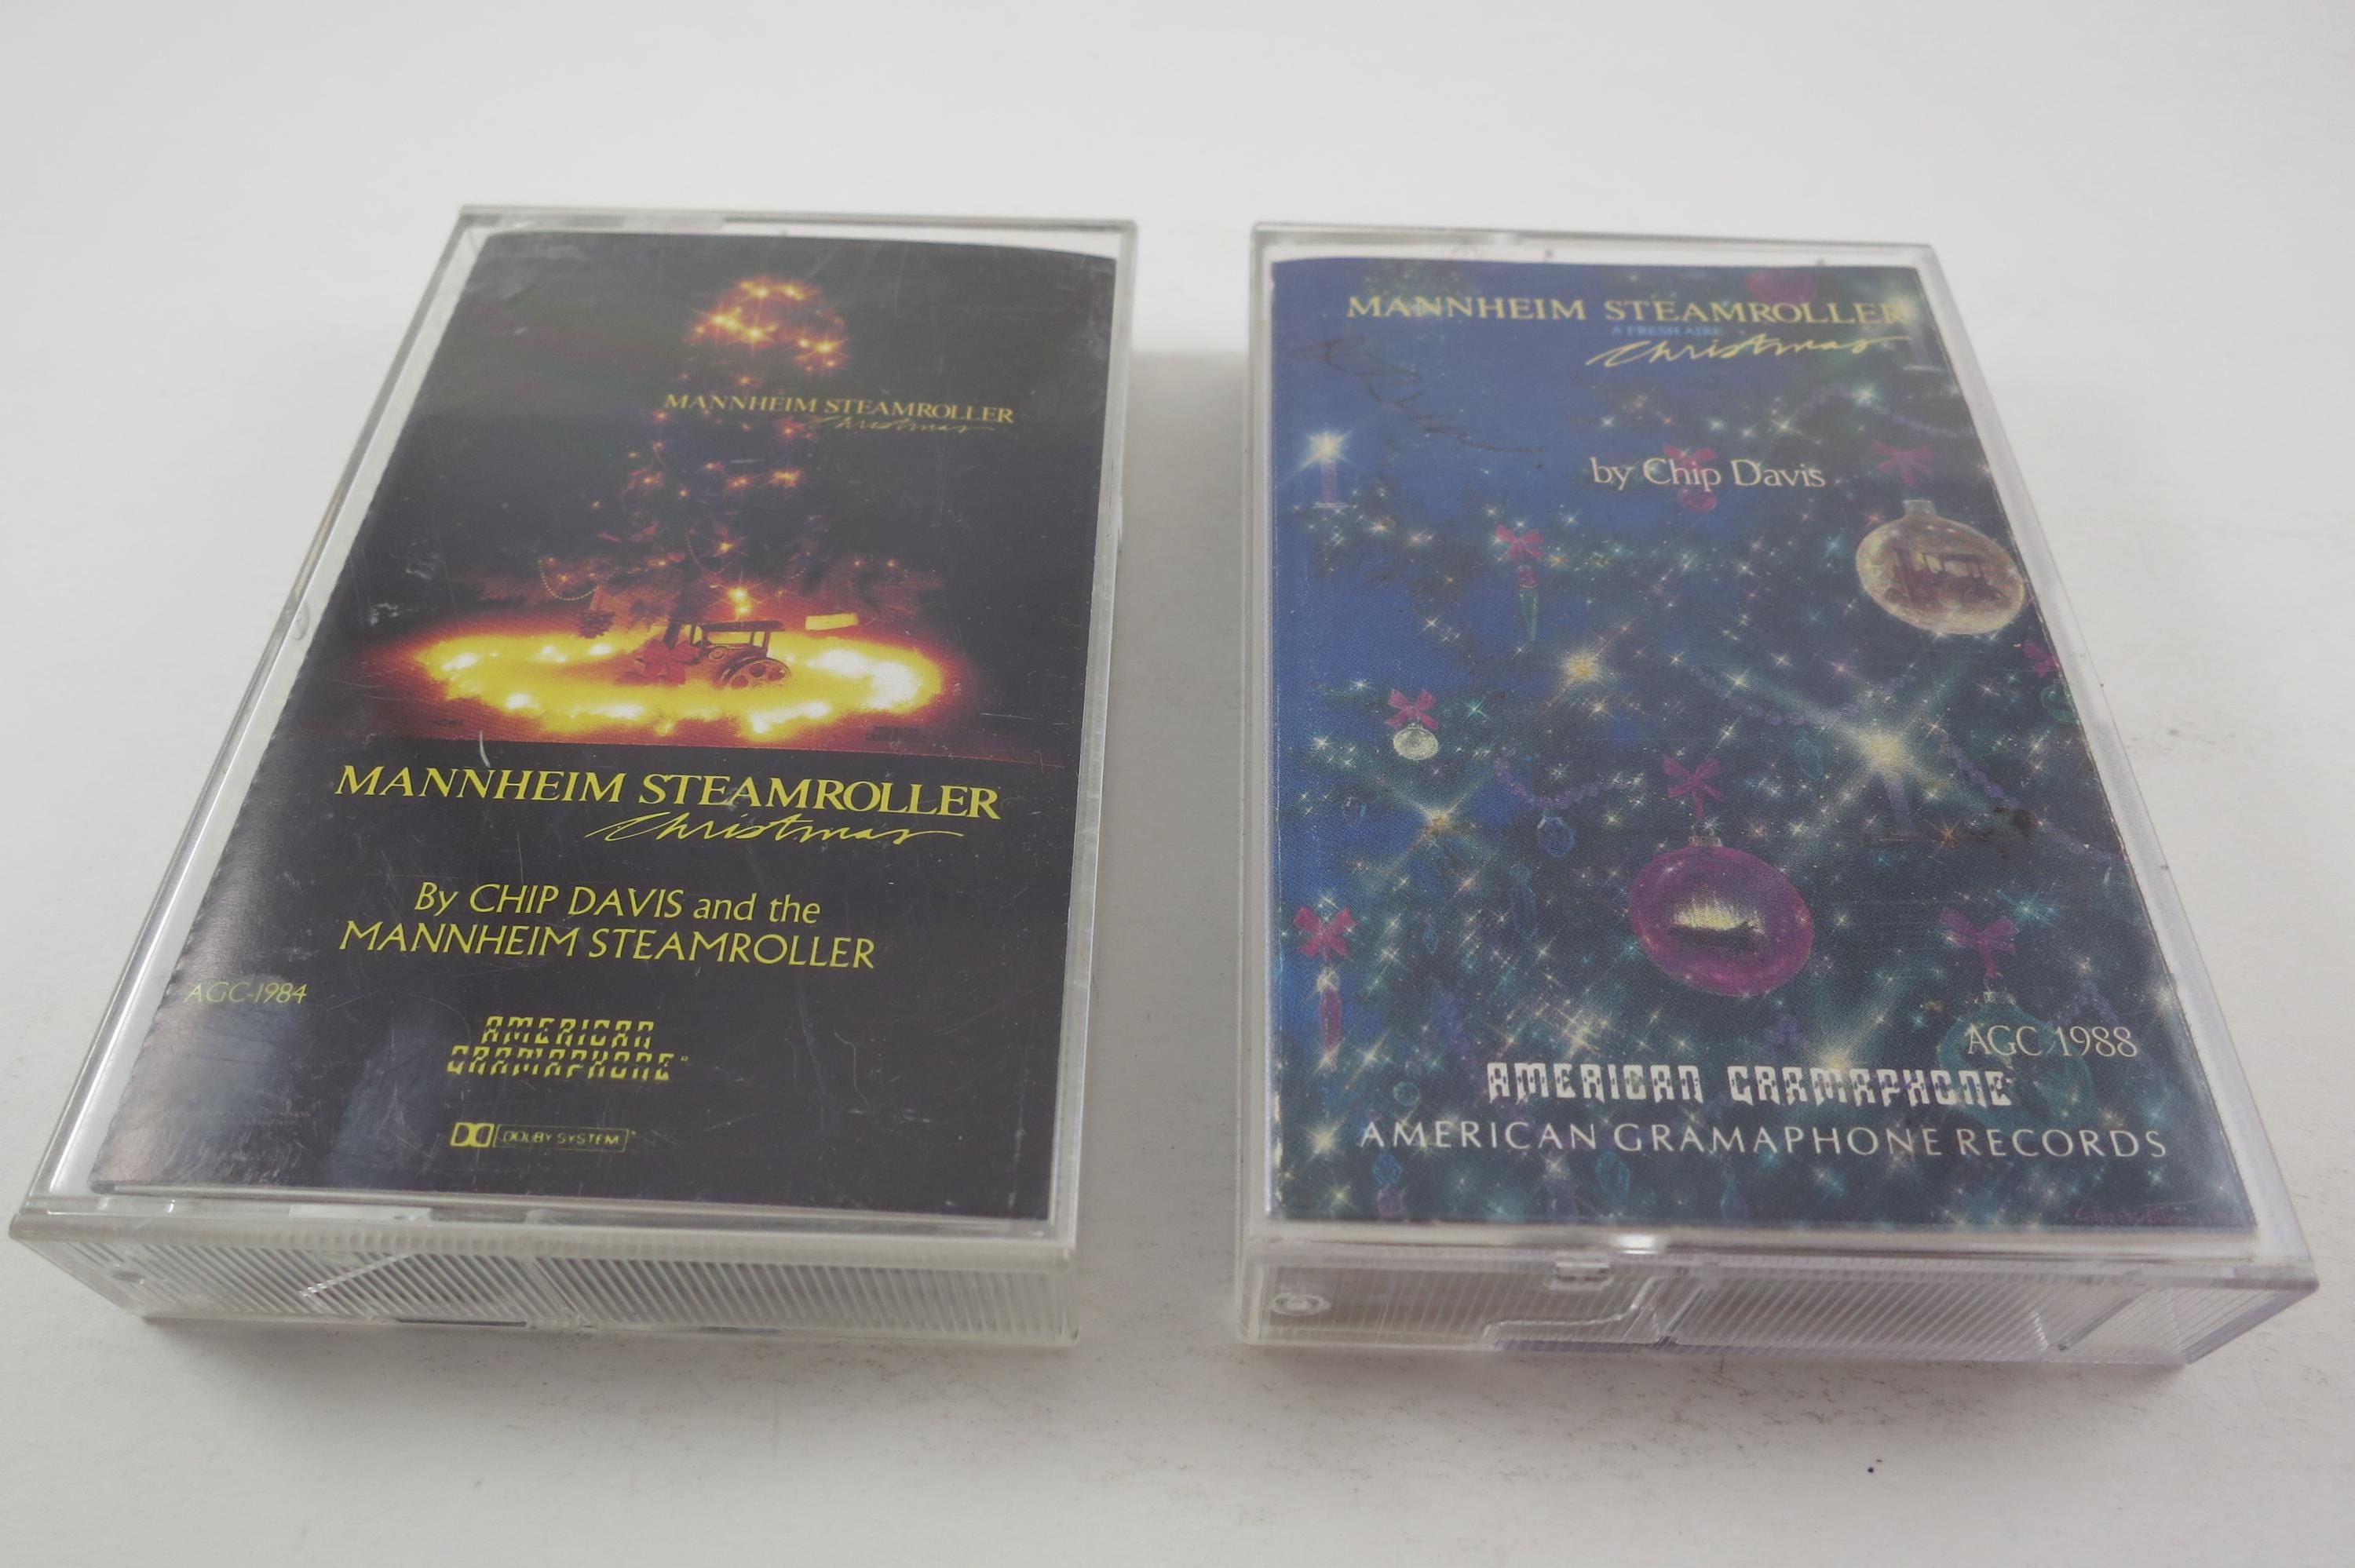 MANNHEIM STEAMROLLER
Christmas
MANNHEIM STEAMROLLER
Christmas
By CHIP DAVIS and the
MANNHEIM STEAMROLLER
AGC-1984
AMERICAN
GRAMAPHONE
DOLBY SYSTEM
MANNHEIM STEAMROLLER
A FRESH AIRE
Christmas
by Chip Davis
AGC 1988
AMERICAN GRAMAPHONE
AMERICAN GRAMAPHONE RECORDS